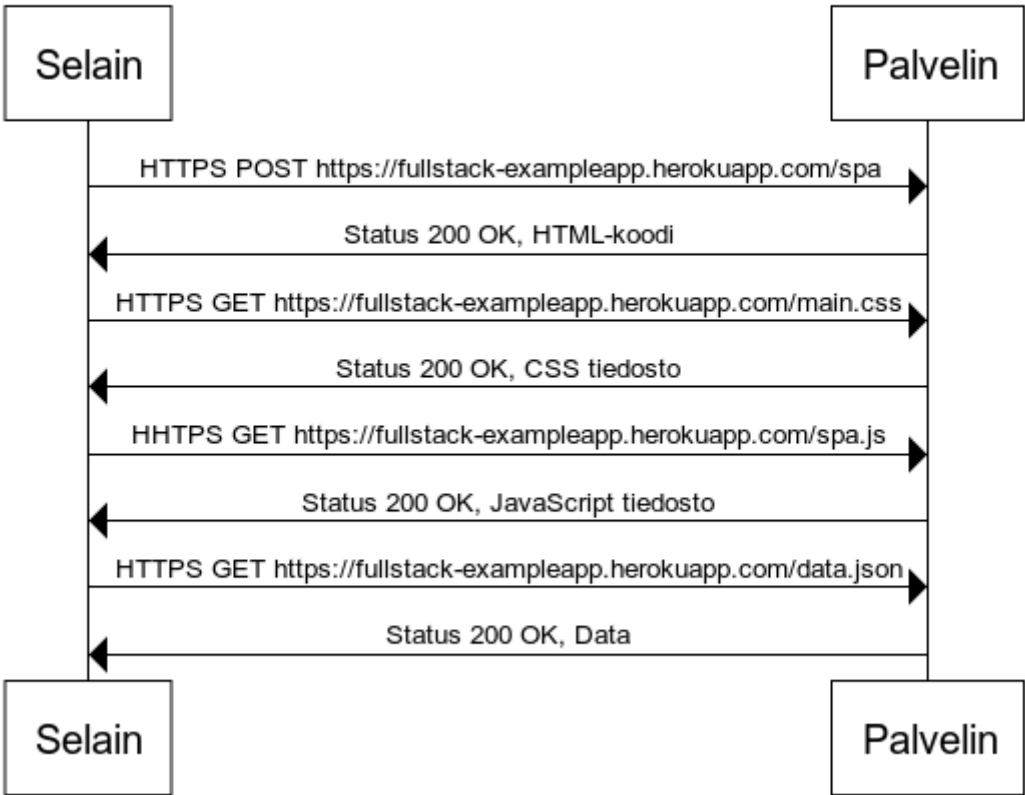 Selain
Palvelin
HTTPS POST https://fullstack-exampleapp.herokuapp.com/spa
Status 200 OK, HTML-koodi
HTTPS GET https://fullstack-exampleapp.herokuapp.com/main.css
Status 200 OK, CSS tiedosto
HHTPS GET https://fullstack-exampleapp.herokuapp.com/spa.js
Status 200 OK, JavaScript tiedosto
HTTPS GET https://fullstack-exampleapp.herokuapp.com/data.json
Status 200 OK, Data
Selain
Palvelin